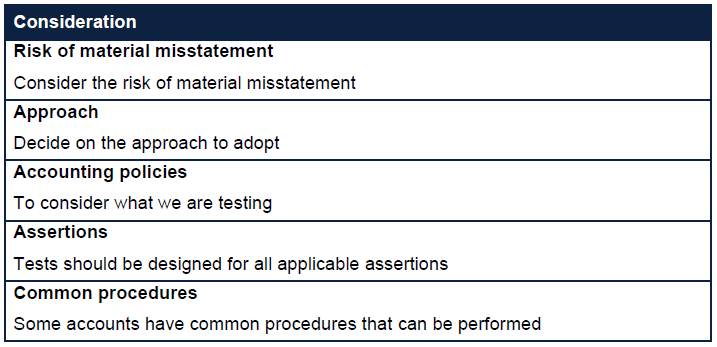 Consideration
Risk of material misstatement
Consider the risk of material misstatement
Approach
Decide on the approach to adopt
Accounting policies
To consider what we are testing
Assertions
Tests should be designed for all applicable assertions
Common procedures
Some accounts have common procedures that can be performed